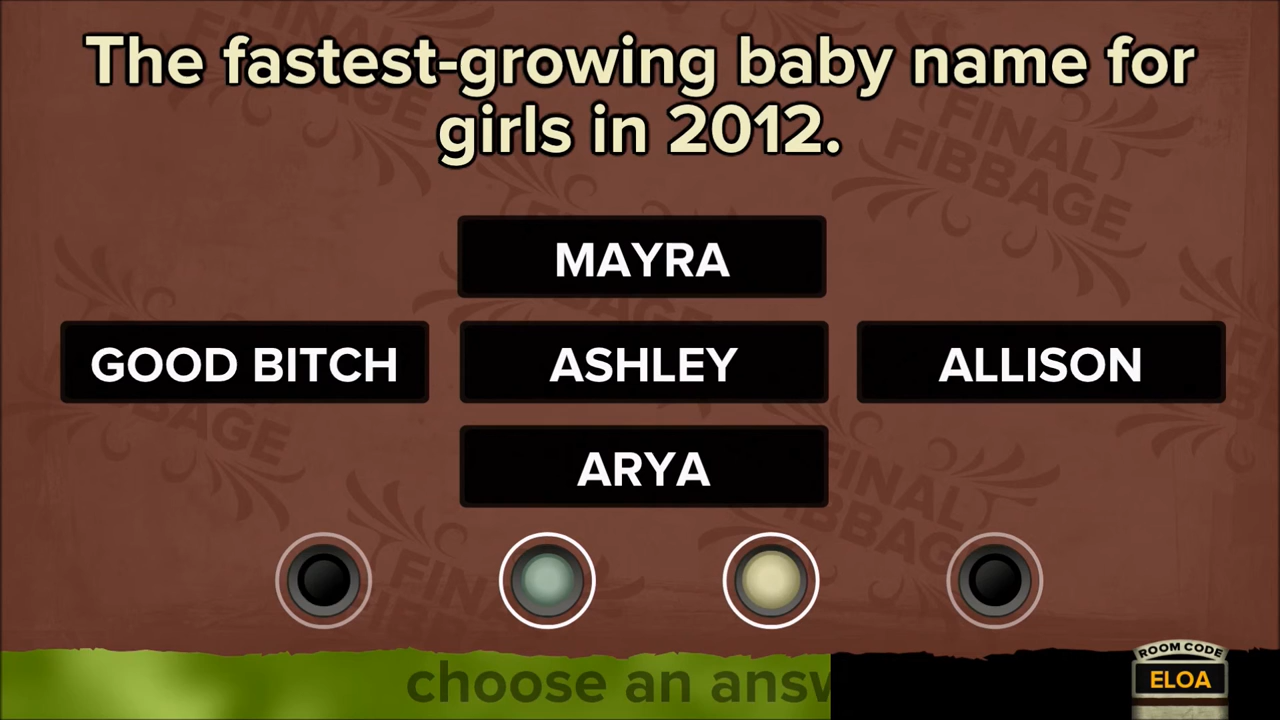 The fastest-growing baby name for
girls in 2012.
MAYRA
GOOD BITCH
ASHLEY
ALLISON
ARYA
choose an answ
ROOM CODE
ELOA